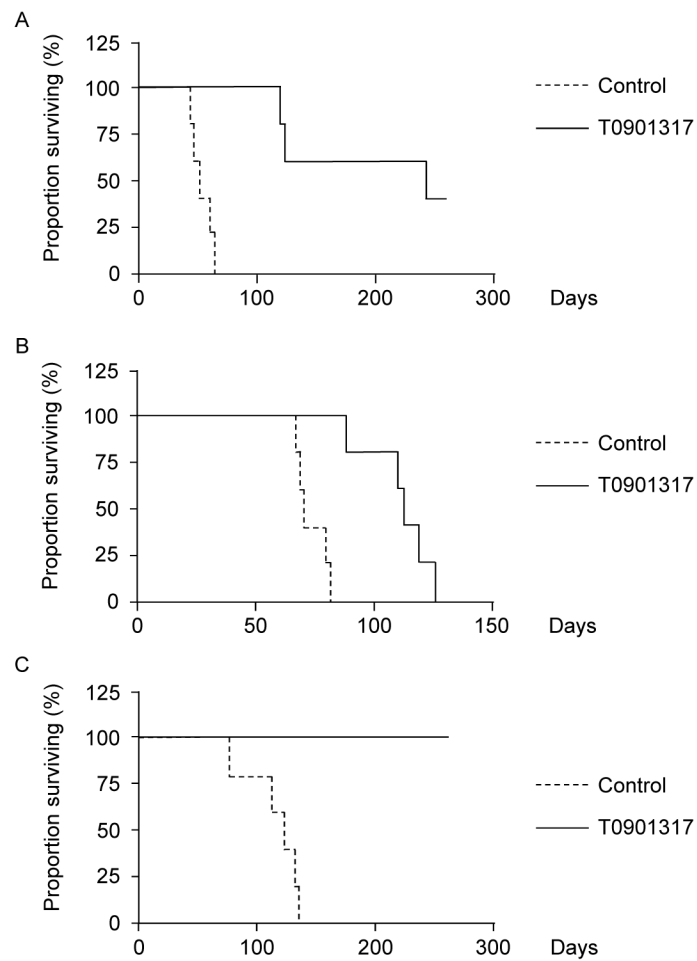 A
Proportion surviving (%)
125
100
75
50
25
0
0 100 200 300 Days
Control
T0901317
B
Proportion surviving (%)
125
100
75
50
25
0
0 50 100 150 Days
Control
T0901317
C
Proportion surviving (%)
125
100
75
50
25
0
0 100 200 300 Days
Control
T0901317